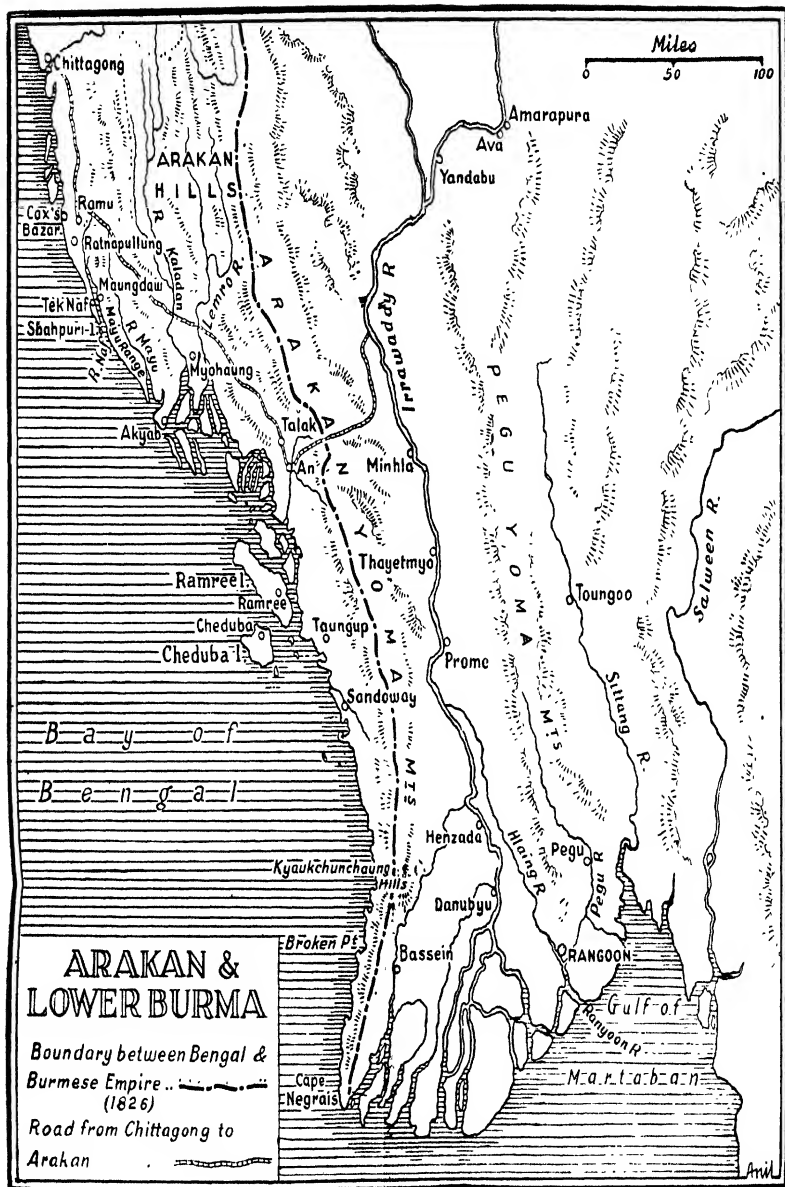 Miles
0 50 100
Chittagong
Amarapura
Ava
Yandabu
ARAKAN
HILLS
Ramu
Cox's
Bazar
Ratnapullung
R Kaladan
Lemro R.
Maungdaw
Tek Naf
Shahpuri-I.
R. Naf
Mayu Range
R Mayu
Myohaung
Akyab
Talak
An
ARAKAN YOMA MTS
Irrawaddy R
PEGU YOMA MTS
Minhla
Thayetmyo
Salween R.
Toungoo
Ramree I.
Ramree
Cheduba
Cheduba I
Taungup
Prome
Sandoway
Sittang R.
Bay of
Bengal
Henzada
Hlaing R
Pegu
Pegu R
Kyaukchunchaung
Hills
Danubyu
Broken Pt.
Bassein
RANGOON
Rangoon R.
Gulf of
Martaban
Cape
Negrais
ARAKAN &
LOWER BURMA
Boundary between Bengal &
Burmese Empire ..
(1826)
Road from Chittagong to
Arakan .
Anil